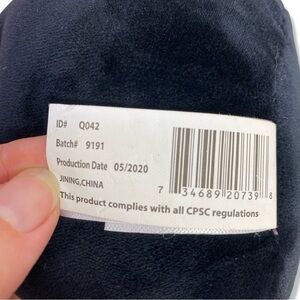 ID# Q042
Batch# 9191
Production Date 05/2020
JINING,CHINA
7 34689 20739 8
This product complies with all CPSC regulations